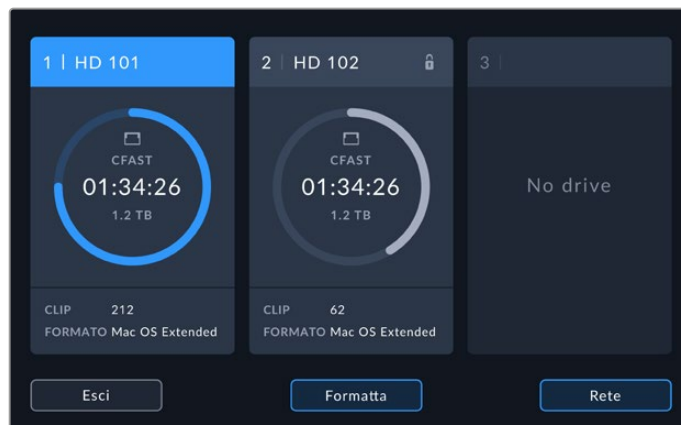 1 | HD 101
CFAST
01:34:26
1.2 TB
CLIP 212
FORMATO Mac OS Extended
2 | HD 102
CFAST
01:34:26
1.2 TB
CLIP 62
FORMATO Mac OS Extended
3 |
No drive
Esci
Formatta
Rete